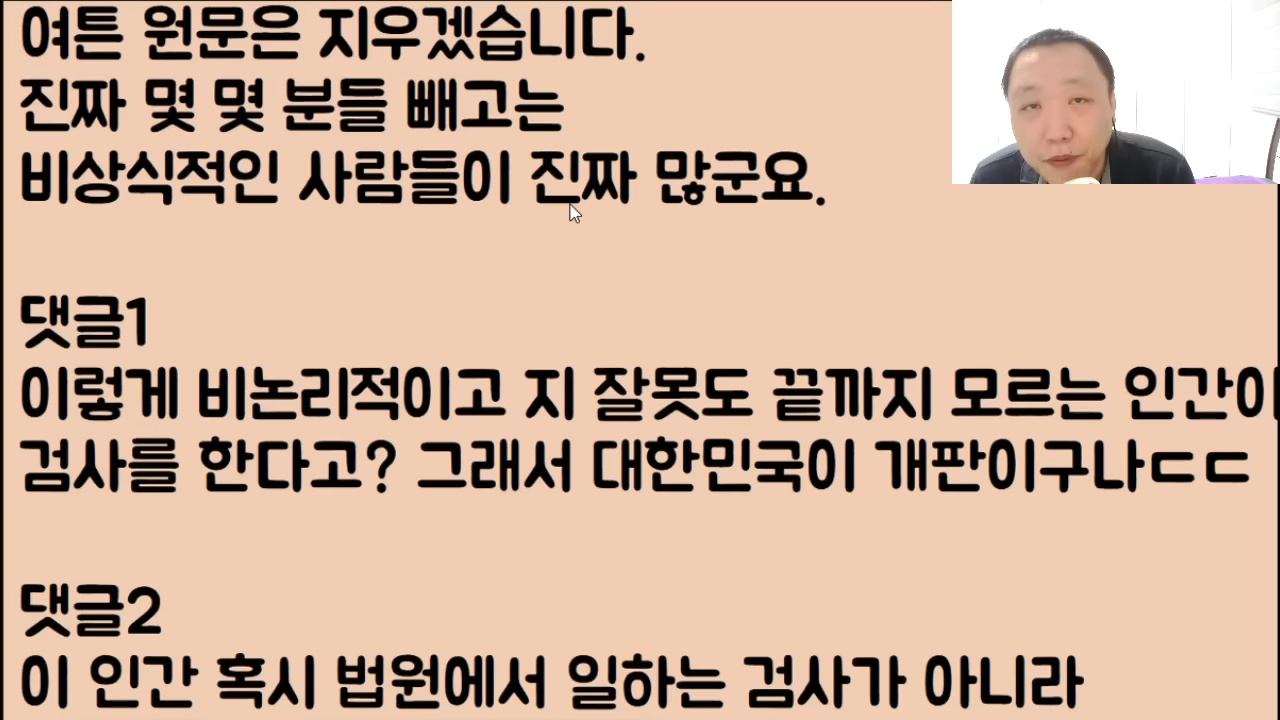 여튼 원문은 지우겠습니다.
진짜 몇 몇 분들 빼고는
비상식적인 사람들이 진짜 많군요.
댓글1
이렇게 비논리적이고 지 잘못도 끝까지 모르는 인간이
검사를 한다고? 그래서 대한민국이 개판이구나ㄷㄷ
댓글2
이 인간 혹시 법원에서 일하는 검사가 아니라